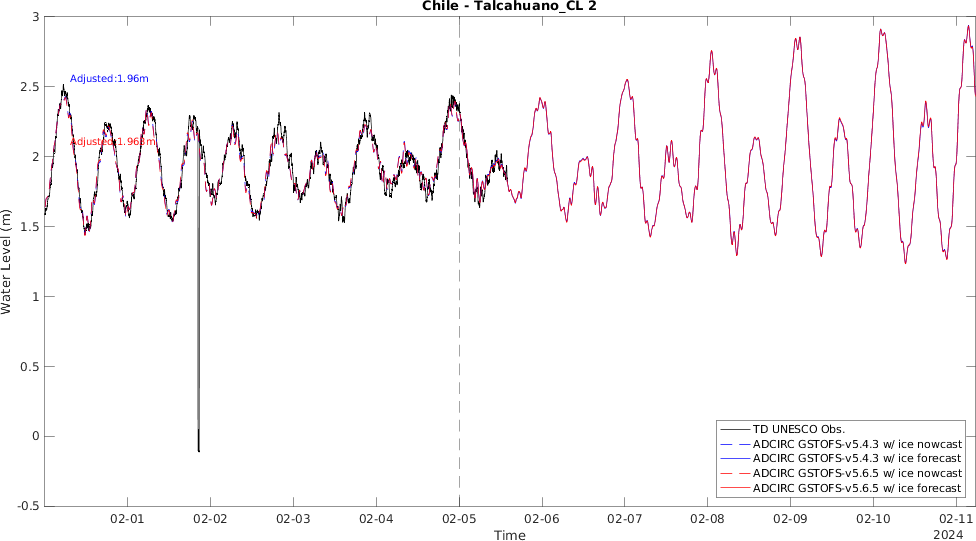 Chile - Talcahuano_CL 2
Water Level (m)
3
2.5
2
1.5
1
0.5
0
-0.5
Adjusted:1.96m
Adjusted:1.963m
TD UNESCO Obs.
ADCIRC GSTOFS-v5.4.3 w/ ice nowcast
ADCIRC GSTOFS-v5.4.3 w/ ice forecast
ADCIRC GSTOFS-v5.6.5 w/ ice nowcast
ADCIRC GSTOFS-v5.6.5 w/ ice forecast
02-01 02-02 02-03 02-04 02-05 02-06 02-07 02-08 02-09 02-10 02-11
Time
2024